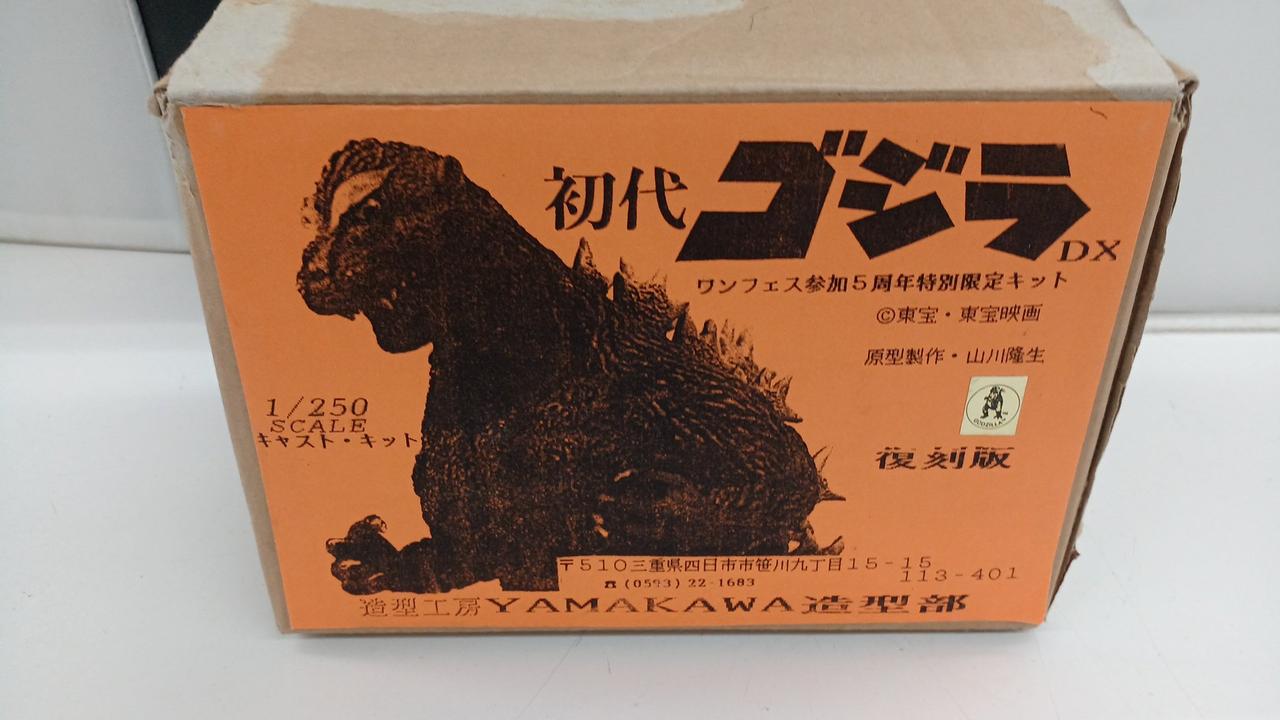 初代ゴジラDX
ワンフェス参加5周年特別限定キット
©東宝・東宝映画
原型製作・山川隆生
GODZILLA™
1/250
SCALE
キャスト・キット
復刻版
〒510三重県四日市市笹川九丁目15-15
113-401
☎(0593)22-1683
造型工房YAMAKAWA造型部